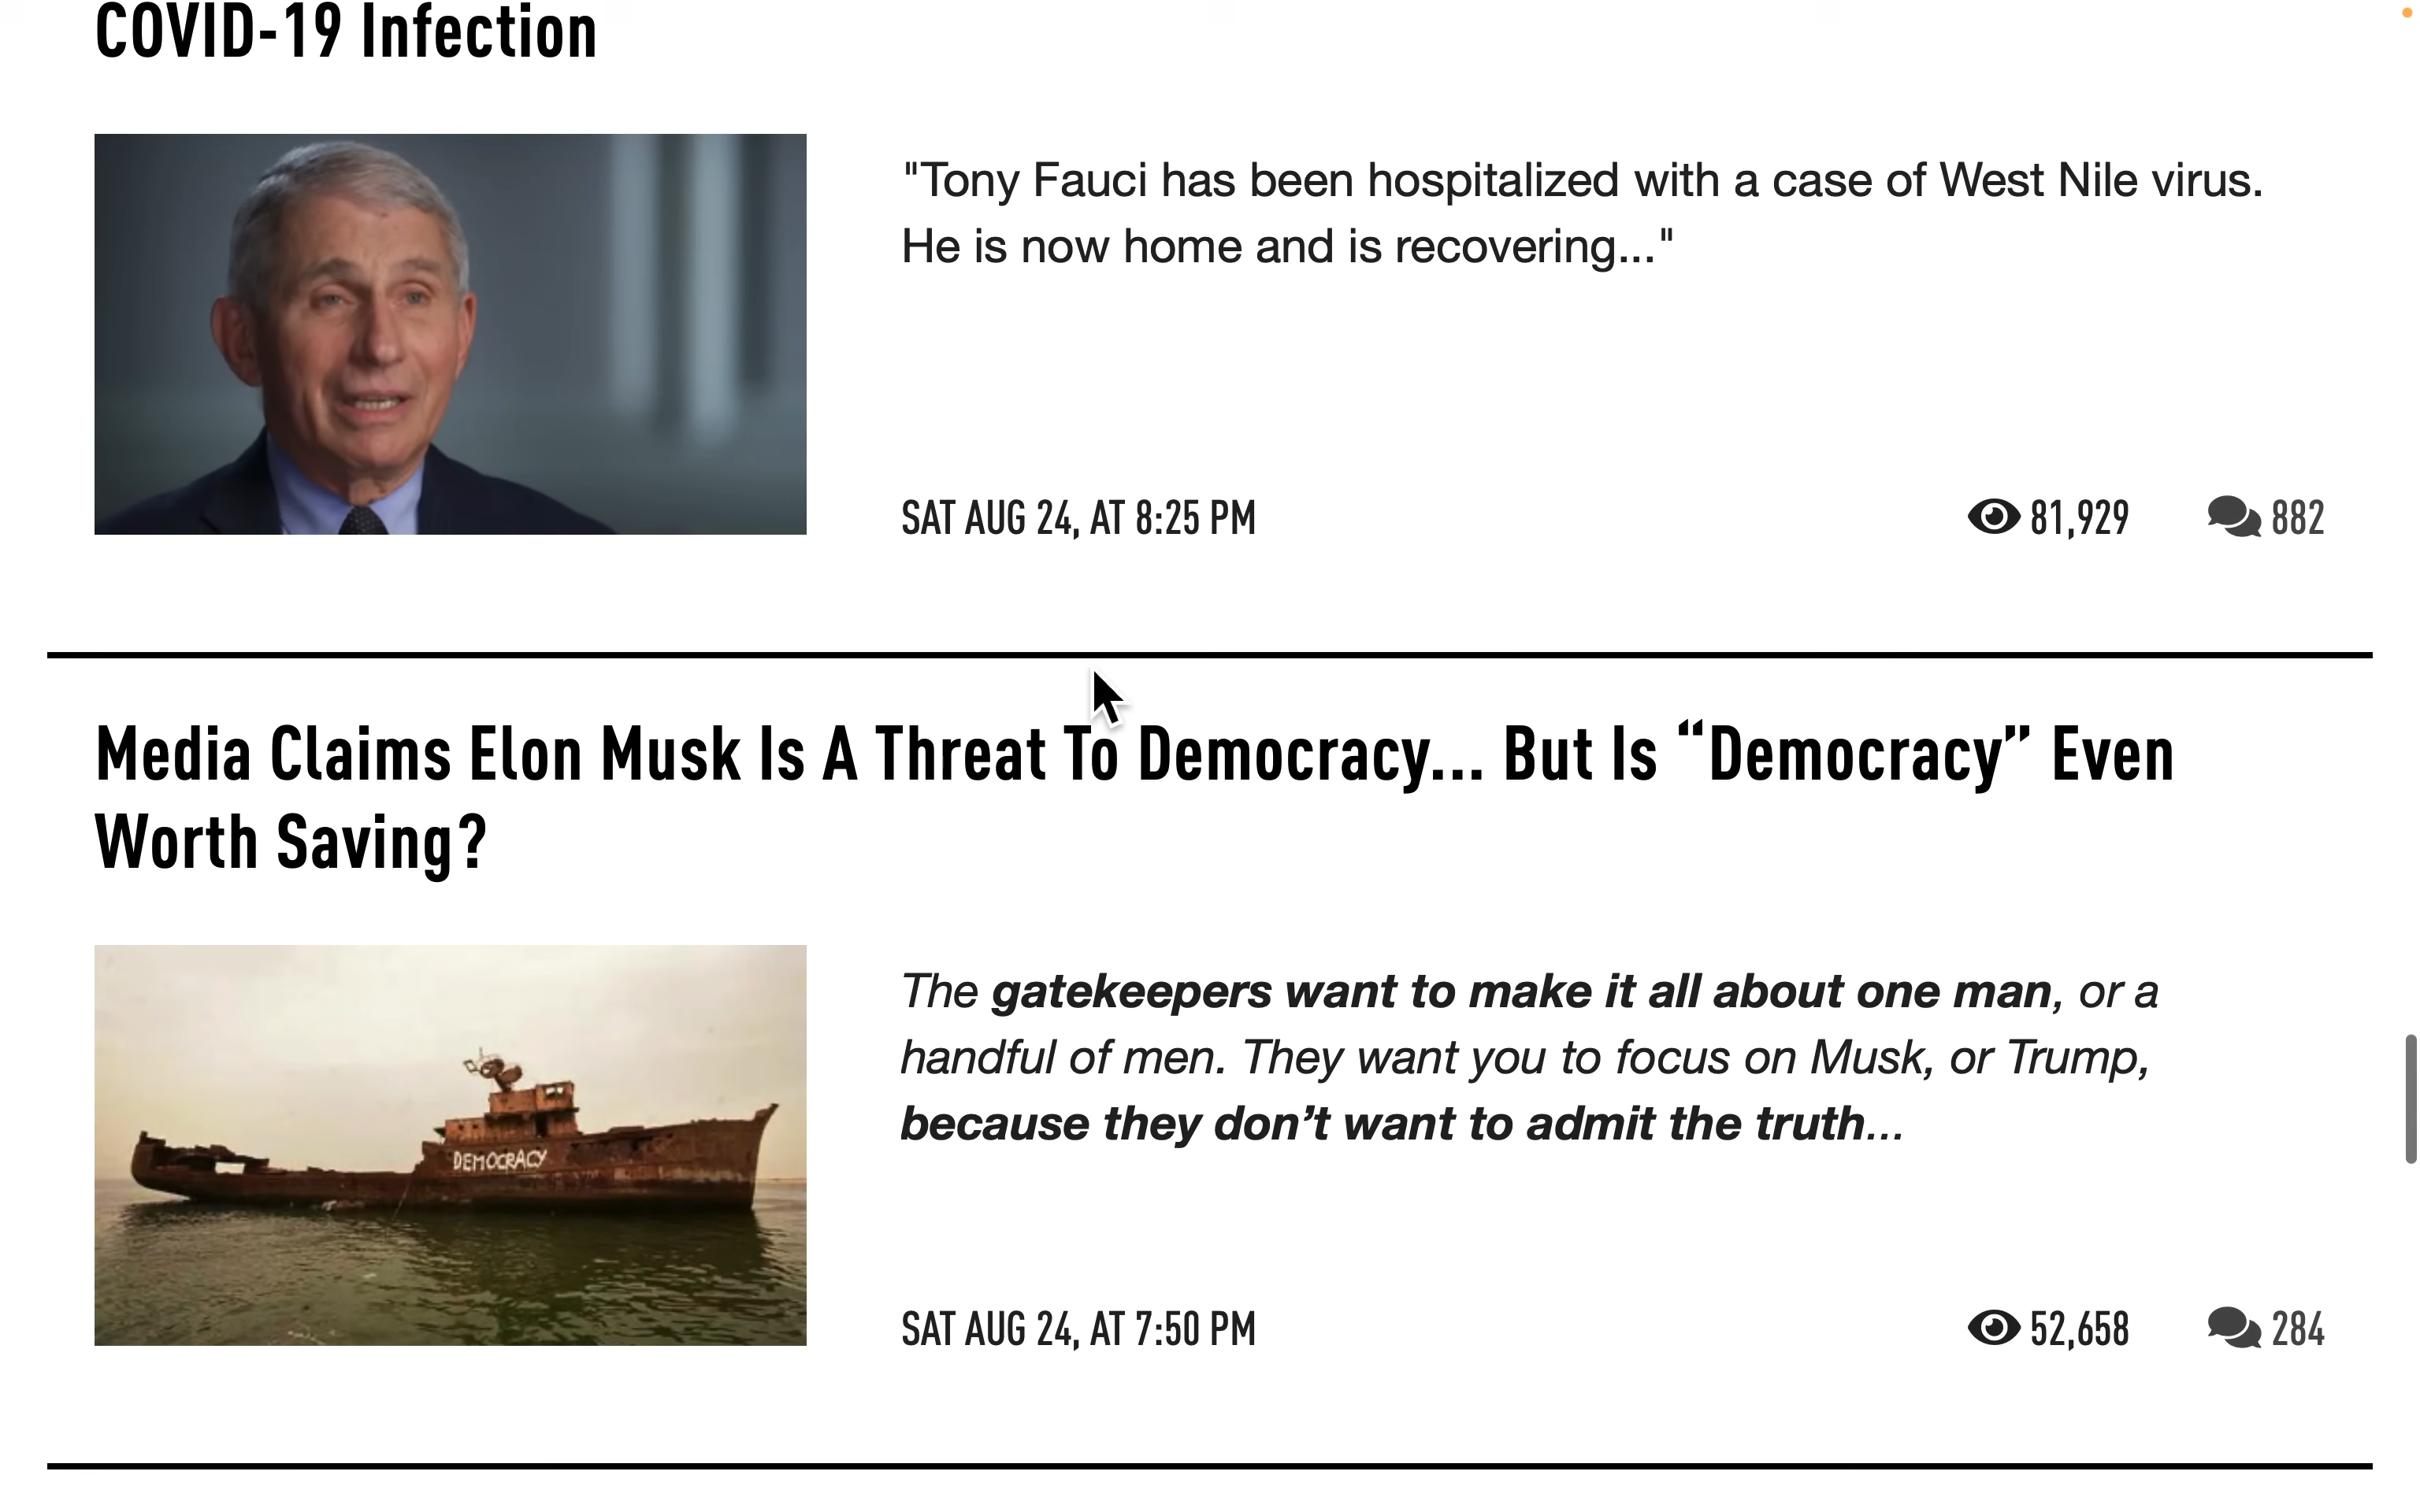 COVID-19 Infection
"Tony Fauci has been hospitalized with a case of West Nile virus.
He is now home and is recovering..."
SAT AUG 24, AT 8:25 PM
81,929
882
Media Claims Elon Musk Is A Threat To Democracy... But Is “Democracy” Even
Worth Saving?
The gatekeepers want to make it all about one man, or a
handful of men. They want you to focus on Musk, or Trump,
because they don’t want to admit the truth...
DEMOCRACY
SAT AUG 24, AT 7:50 PM
52,658
284